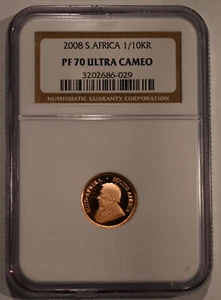 2008 S.AFRICA 1/10KR
PF 70 ULTRA CAMEO
3202686-029
NUMISMATIC GUARANTY CORPORATION
SUID-AFRIKA SOUTH AFRICA